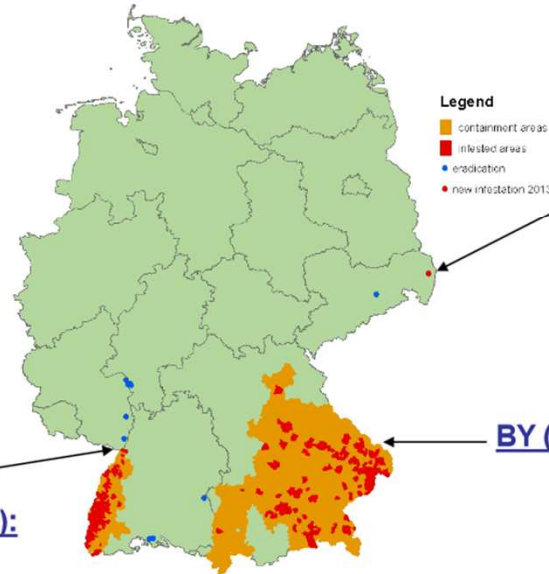 Legend
containment areas
infested areas
eradication
new infestation 2013
BY (
):